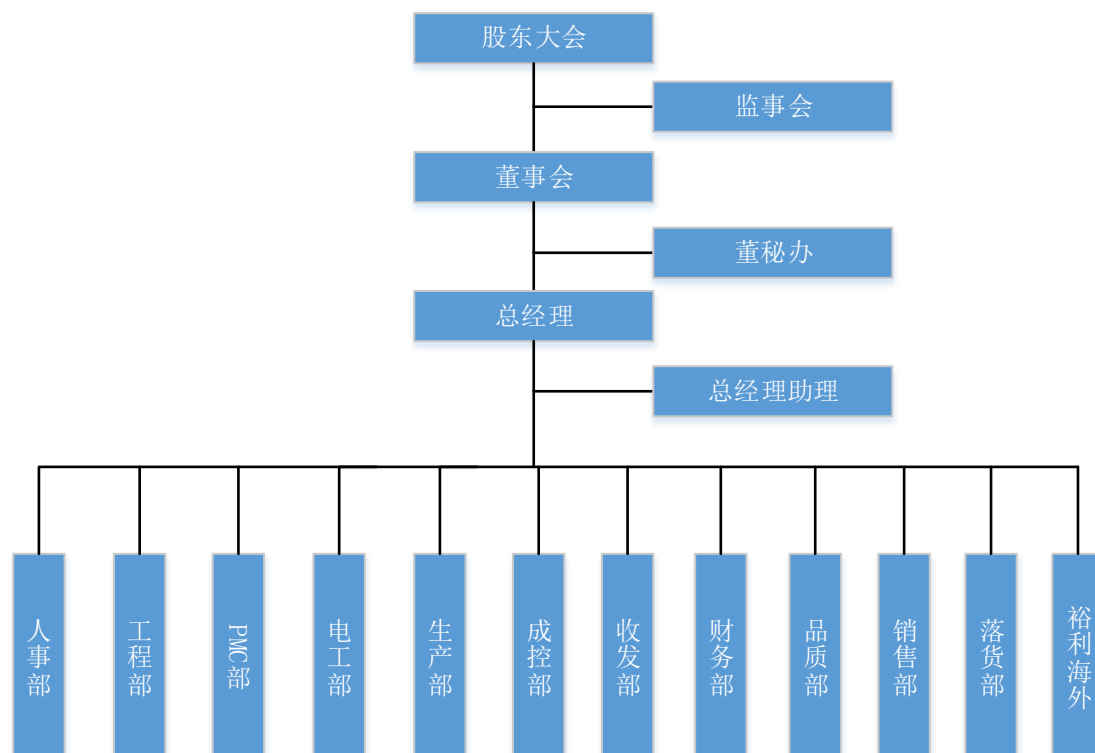 股东大会
监事会
董事会
董秘办
总经理
总经理助理
人事部
工程部
PMC部
电工部
生产部
成控部
收发部
财务部
品质部
销售部
落货部
裕利海外